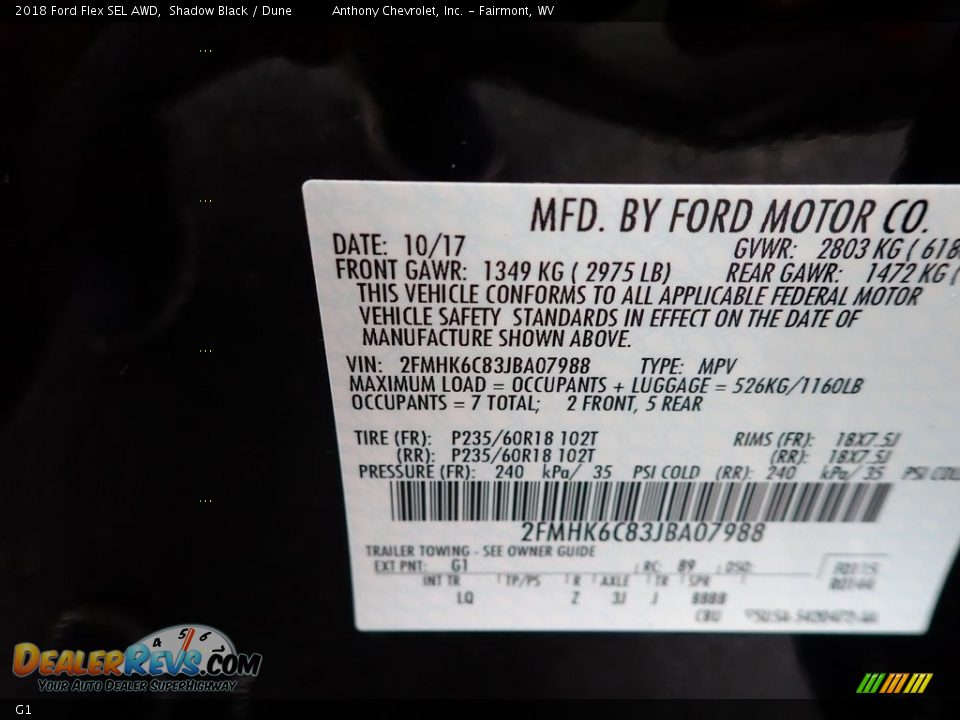 2018 Ford Flex SEL AWD, Shadow Black / Dune Anthony Chevrolet, Inc. - Fairmont, WV
MFD. BY FORD MOTOR CO.
DATE: 10/17 GVWR: 2803 KG ( 618
FRONT GAWR: 1349 KG ( 2975 LB) REAR GAWR: 1472 KG (
THIS VEHICLE CONFORMS TO ALL APPLICABLE FEDERAL MOTOR
VEHICLE SAFETY STANDARDS IN EFFECT ON THE DATE OF
MANUFACTURE SHOWN ABOVE.
VIN: 2FMHK6C83JBA07988 TYPE: MPV
MAXIMUM LOAD = OCCUPANTS + LUGGAGE = 526KG/1160LB
OCCUPANTS = 7 TOTAL; 2 FRONT, 5 REAR
TIRE (FR): P235/60R18 102T RIMS (FR): 18X7.5J
(RR): P235/60R18 102T (RR): 18X7.5J
PRESSURE (FR): 240 kPa/ 35 PSI COLD (RR): 240 kPa/ 35 PSI COLD
2FMHK6C83JBA07988
TRAILER TOWING - SEE OWNER GUIDE
EXT PNT: G1 RC: 89 DSO:
INT TR TP/PS R AXLE TR SPR
LQ 2 3J J 8888
DEALERREVS.COM
YOUR AUTO DEALER SUPERHIGHWAY
G1